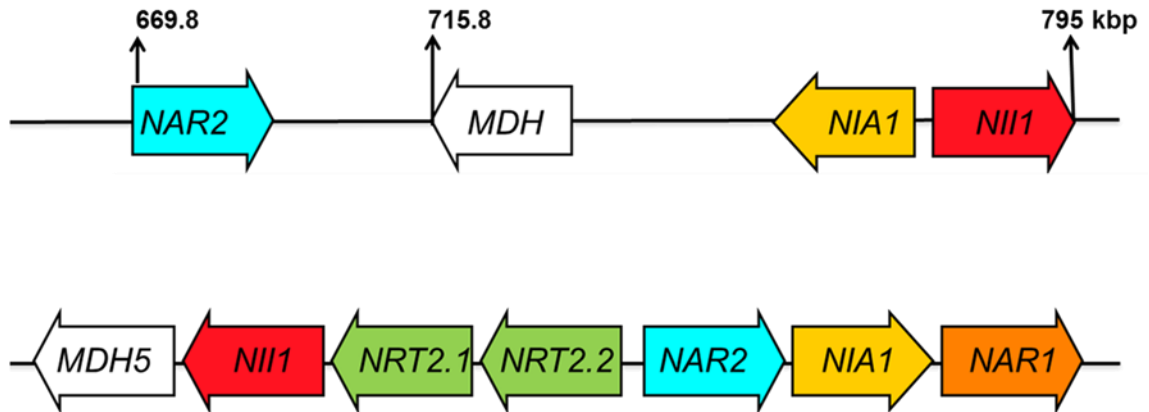 669.8 715.8 795 kbp
NAR2 MDH NIA1 NII1
MDH5 NII1 NRT2.1 NRT2.2 NAR2 NIA1 NAR1